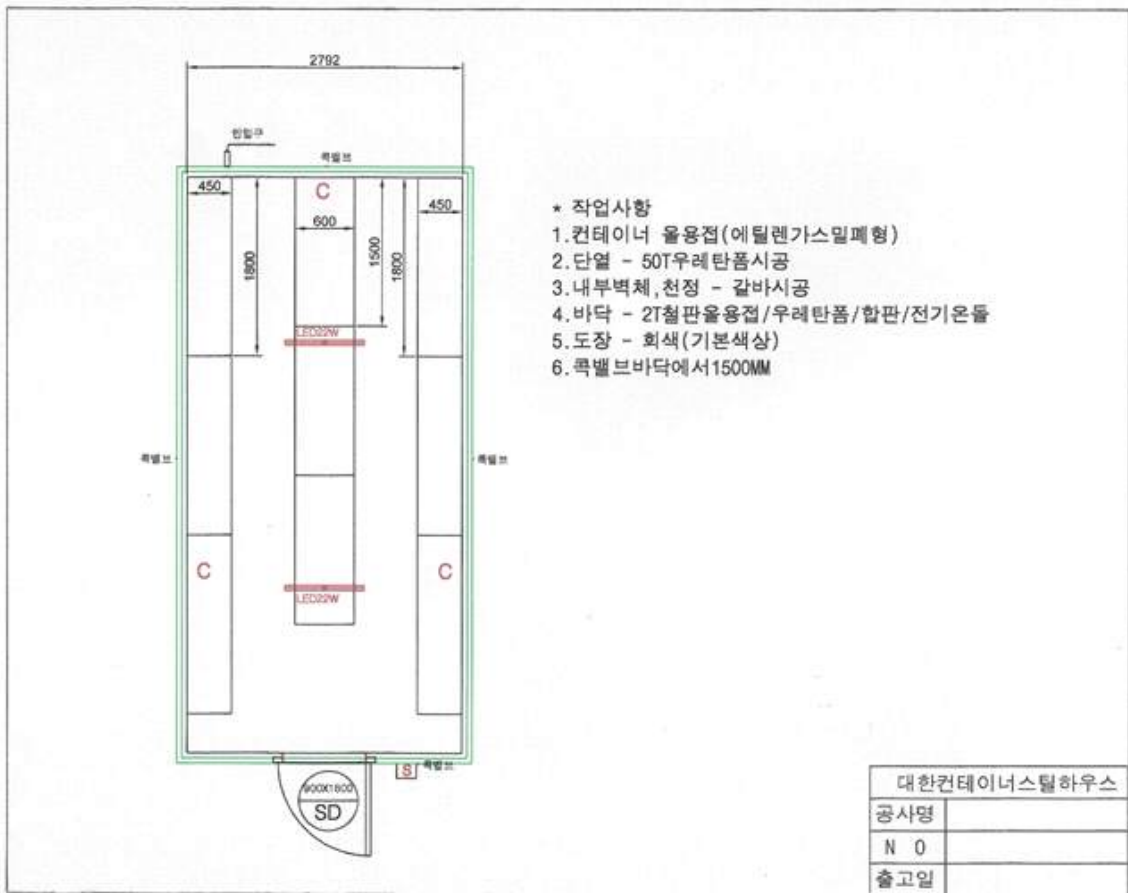 2792
인입구
콕밸브
450
C
600
450
1800
1500
1800
LED22W
* 작업사항
1.컨테이너 올용접(에틸렌가스밀폐형)
2.단열 - 50T우레탄폼시공
3.내부벽체,천정 - 갈바시공
4.바닥 - 2T철판올용접/우레탄폼/합판/전기온돌
5.도장 - 회색(기본색상)
6.콕밸브바닥에서1500MM
콕밸브
콕밸브
C
C
LED22W
S
콕밸브
900X1800
SD
대한컨테이너스틸하우스
공사명
N O
출고일